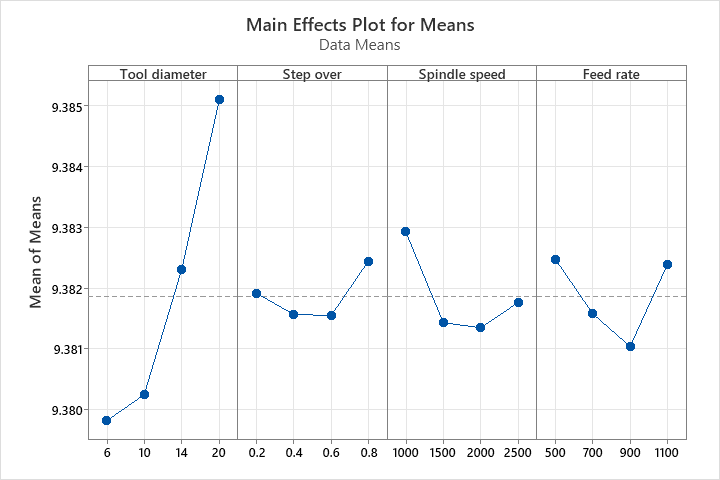 Main Effects Plot for Means
Data Means
Tool diameter Step over Spindle speed Feed rate
9.385
9.384
9.383
9.382
9.381
9.380
Mean of Means
6 10 14 20 0.2 0.4 0.6 0.8 1000 1500 2000 2500 500 700 900 1100